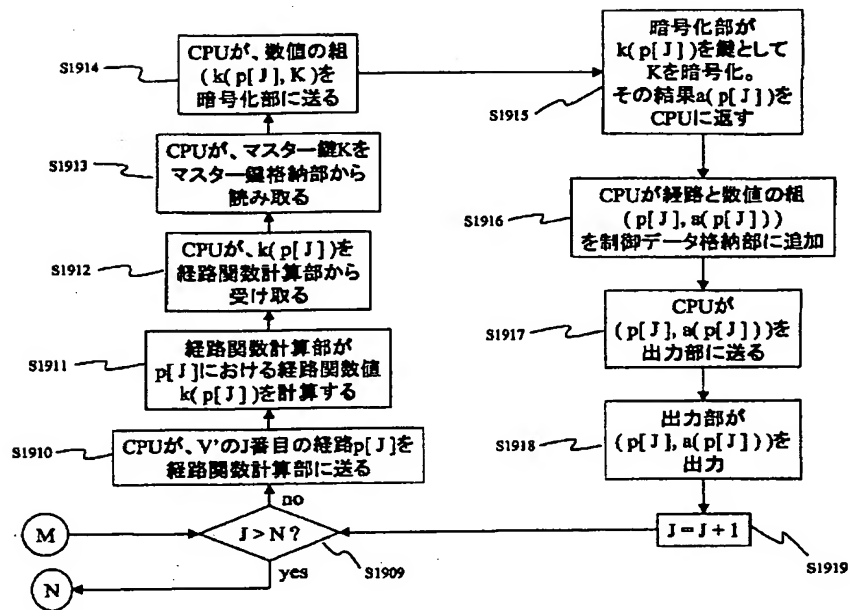 S1914
CPUが、数値の組
(k(p[J],K)を
暗号化部に送る
S1913
CPUが、マスター鍵Kを
マスター鍵格納部から
読み取る
S1912
CPUが、k(p[J])を
経路関数計算部から
受け取る
S1911
経路関数計算部が
p[J]における経路関数値
k(p[J])を計算する
S1910
CPUが、V'のJ番目の経路p[J]を
経路関数計算部に送る
no
M
J>N?
yes
S1909
N
暗号化部が
k(p[J])を鍵として
Kを暗号化。
その結果a(p[J])を
CPUに返す
S1915
CPUが経路と数値の組
(p[J],a(p[J]))
を制御データ格納部に追加
S1916
CPUが
(p[J],a(p[J]))を
出力部に送る
S1917
出力部が
(p[J],a(p[J]))を
出力
S1918
J=J+1
S1919